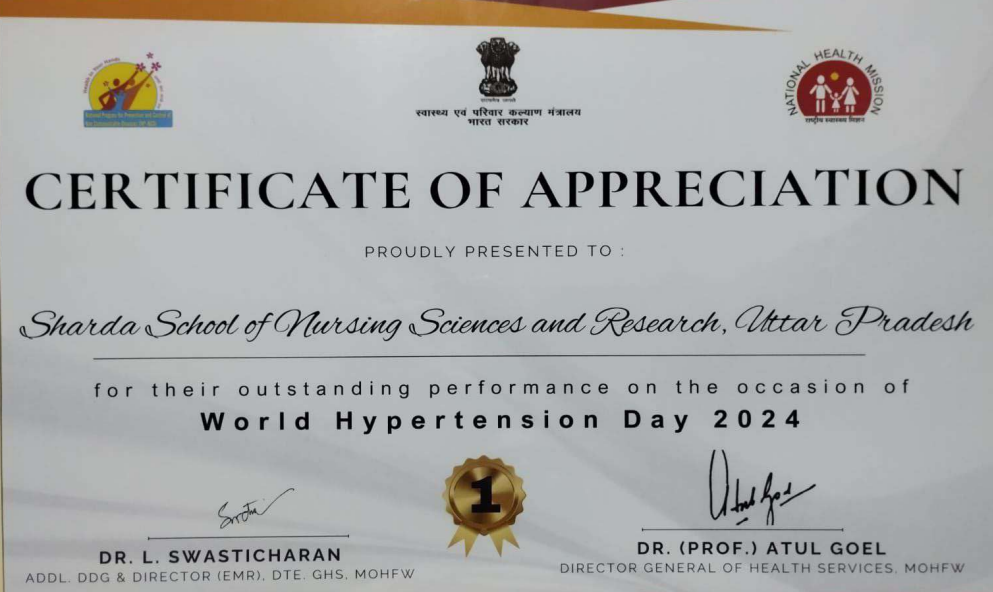 NATIONAL HEALTH MISSION
राष्ट्रीय स्वास्थ्य मिशन
स्वास्थ्य एवं परिवार कल्याण मंत्रालय
भारत सरकार
CERTIFICATE OF APPRECIATION
PROUDLY PRESENTED TO :
Sharda School of Nursing Sciences and Research, Uttar Pradesh
for their outstanding performance on the occasion of
World Hypertension Day 2024
1
DR. L. SWASTICHARAN
ADDL. DDG & DIRECTOR (EMR), DTE. GHS, MOHFW
DR. (PROF.) ATUL GOEL
DIRECTOR GENERAL OF HEALTH SERVICES, MOHFW